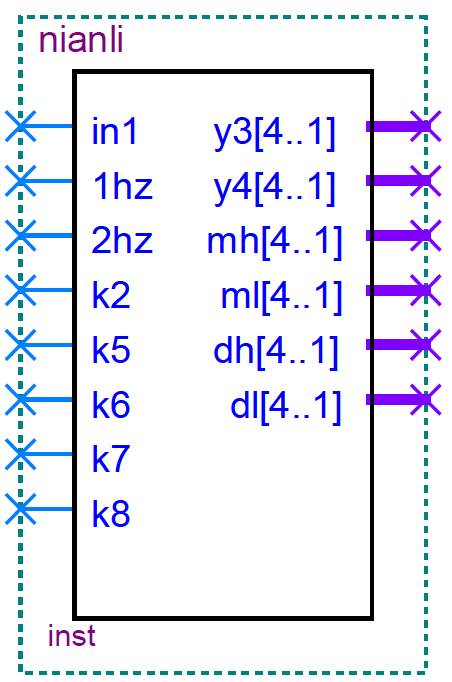 nianli
in1 y3[4..1]
1hz y4[4..1]
2hz mh[4..1]
k2 ml[4..1]
k5 dh[4..1]
k6 dl[4..1]
k7
k8
inst